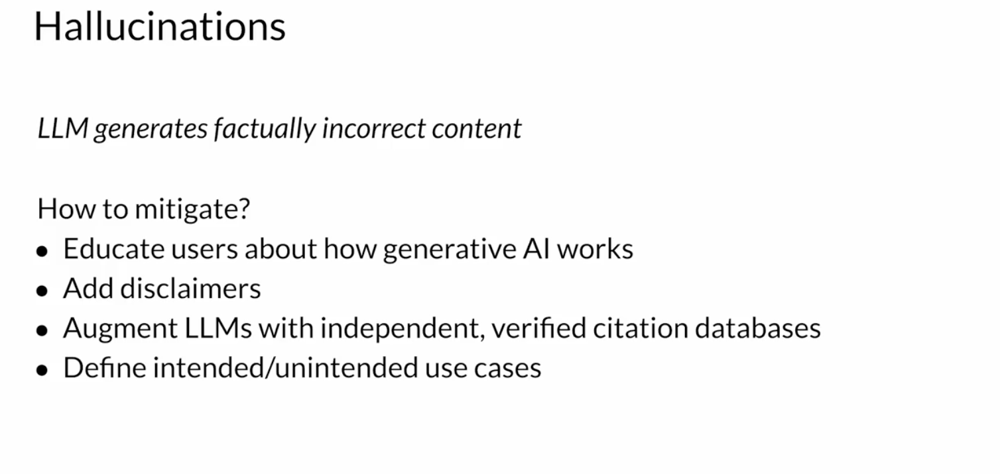 Hallucinations
LLM generates factually incorrect content
How to mitigate?
• Educate users about how generative AI works
• Add disclaimers
• Augment LLMs with independent, verified citation databases
• Define intended/unintended use cases